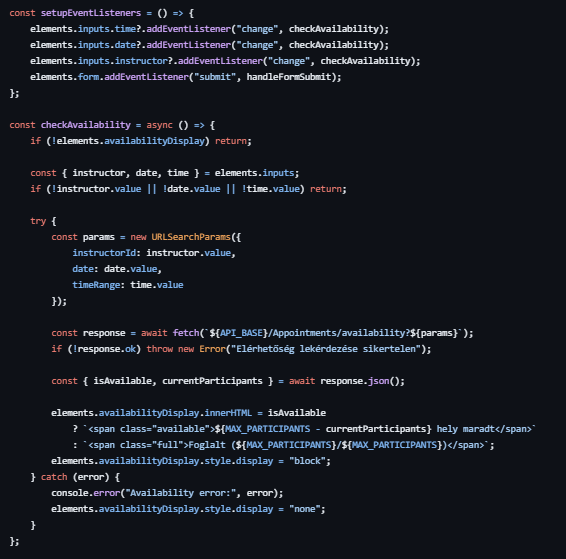 const setupEventListeners = () => {
    elements.inputs.time?.addEventListener("change", checkAvailability);
    elements.inputs.date?.addEventListener("change", checkAvailability);
    elements.inputs.instructor?.addEventListener("change", checkAvailability);
    elements.form.addEventListener("submit", handleFormSubmit);
};

const checkAvailability = async () => {
    if (!elements.availabilityDisplay) return;

    const { instructor, date, time } = elements.inputs;
    if (!instructor.value || !date.value || !time.value) return;

    try {
        const params = new URLSearchParams({
            instructorId: instructor.value,
            date: date.value,
            timeRange: time.value
        });

        const response = await fetch(`${API_BASE}/Appointments/availability?${params}`);
        if (!response.ok) throw new Error("Elérhetőség lekérdezése sikertelen");

        const { isAvailable, currentParticipants } = await response.json();

        elements.availabilityDisplay.innerHTML = isAvailable
            ? `<span class="available">${MAX_PARTICIPANTS - currentParticipants} hely maradt</span>`
            : `<span class="full">Foglalt (${MAX_PARTICIPANTS}/${MAX_PARTICIPANTS})</span>`;
        elements.availabilityDisplay.style.display = "block";
    } catch (error) {
        console.error("Availability error:", error);
        elements.availabilityDisplay.style.display = "none";
    }
};